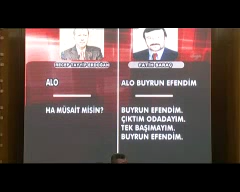 RECEP TAYYİP ERDOĞAN
FATİH SARAÇ
ALO
ALO BUYRUN EFENDİM
HA MÜSAİT MİSİN?
BUYRUN EFENDİM.
ÇIKTIM ODADAYIM.
TEK BAŞIMAYIM.
BUYRUN EFENDİM.